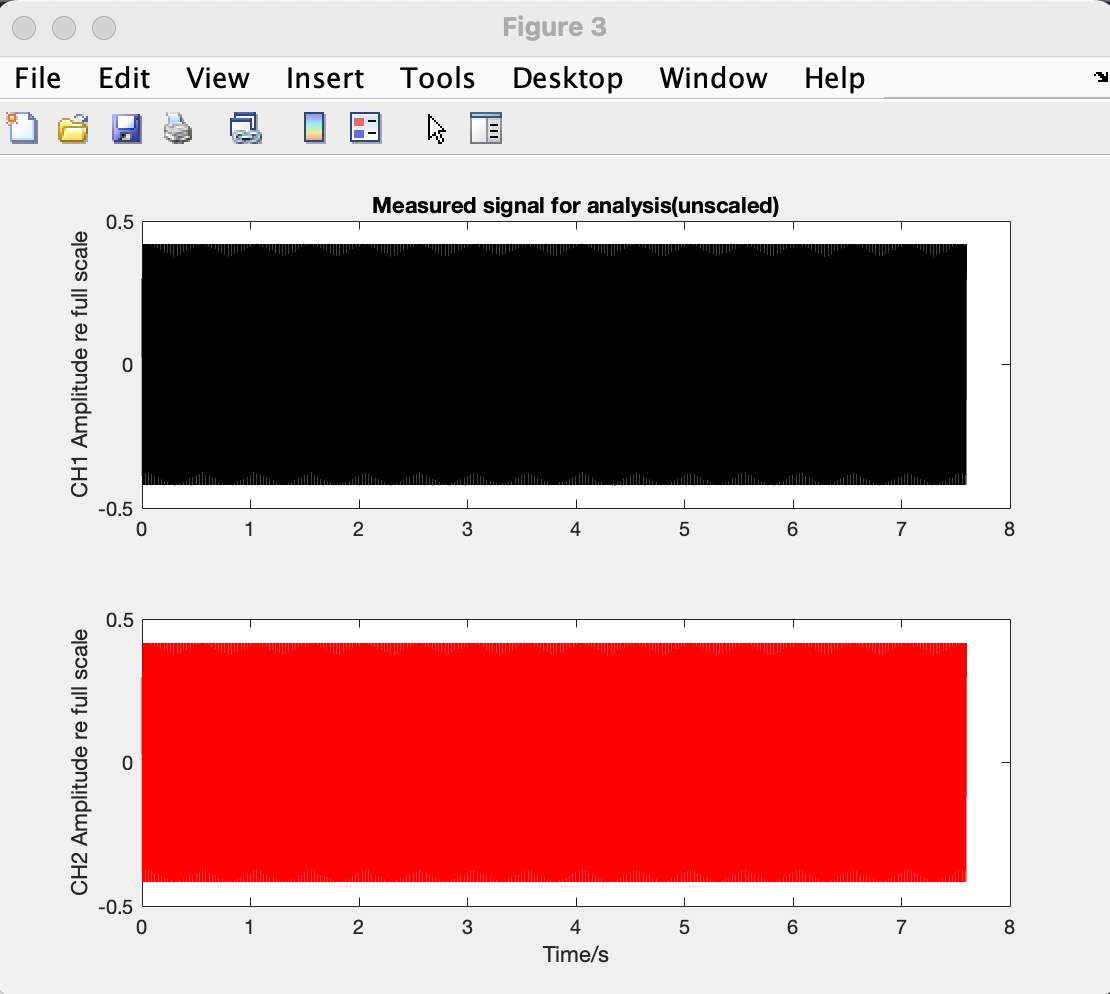 Figure 3
File Edit View Insert Tools Desktop Window Help
Measured signal for analysis(unscaled)
CH1 Amplitude re full scale
0.5
0
-0.5
0 1 2 3 4 5 6 7 8
CH2 Amplitude re full scale
0.5
0
-0.5
0 1 2 3 4 5 6 7 8
Time/s